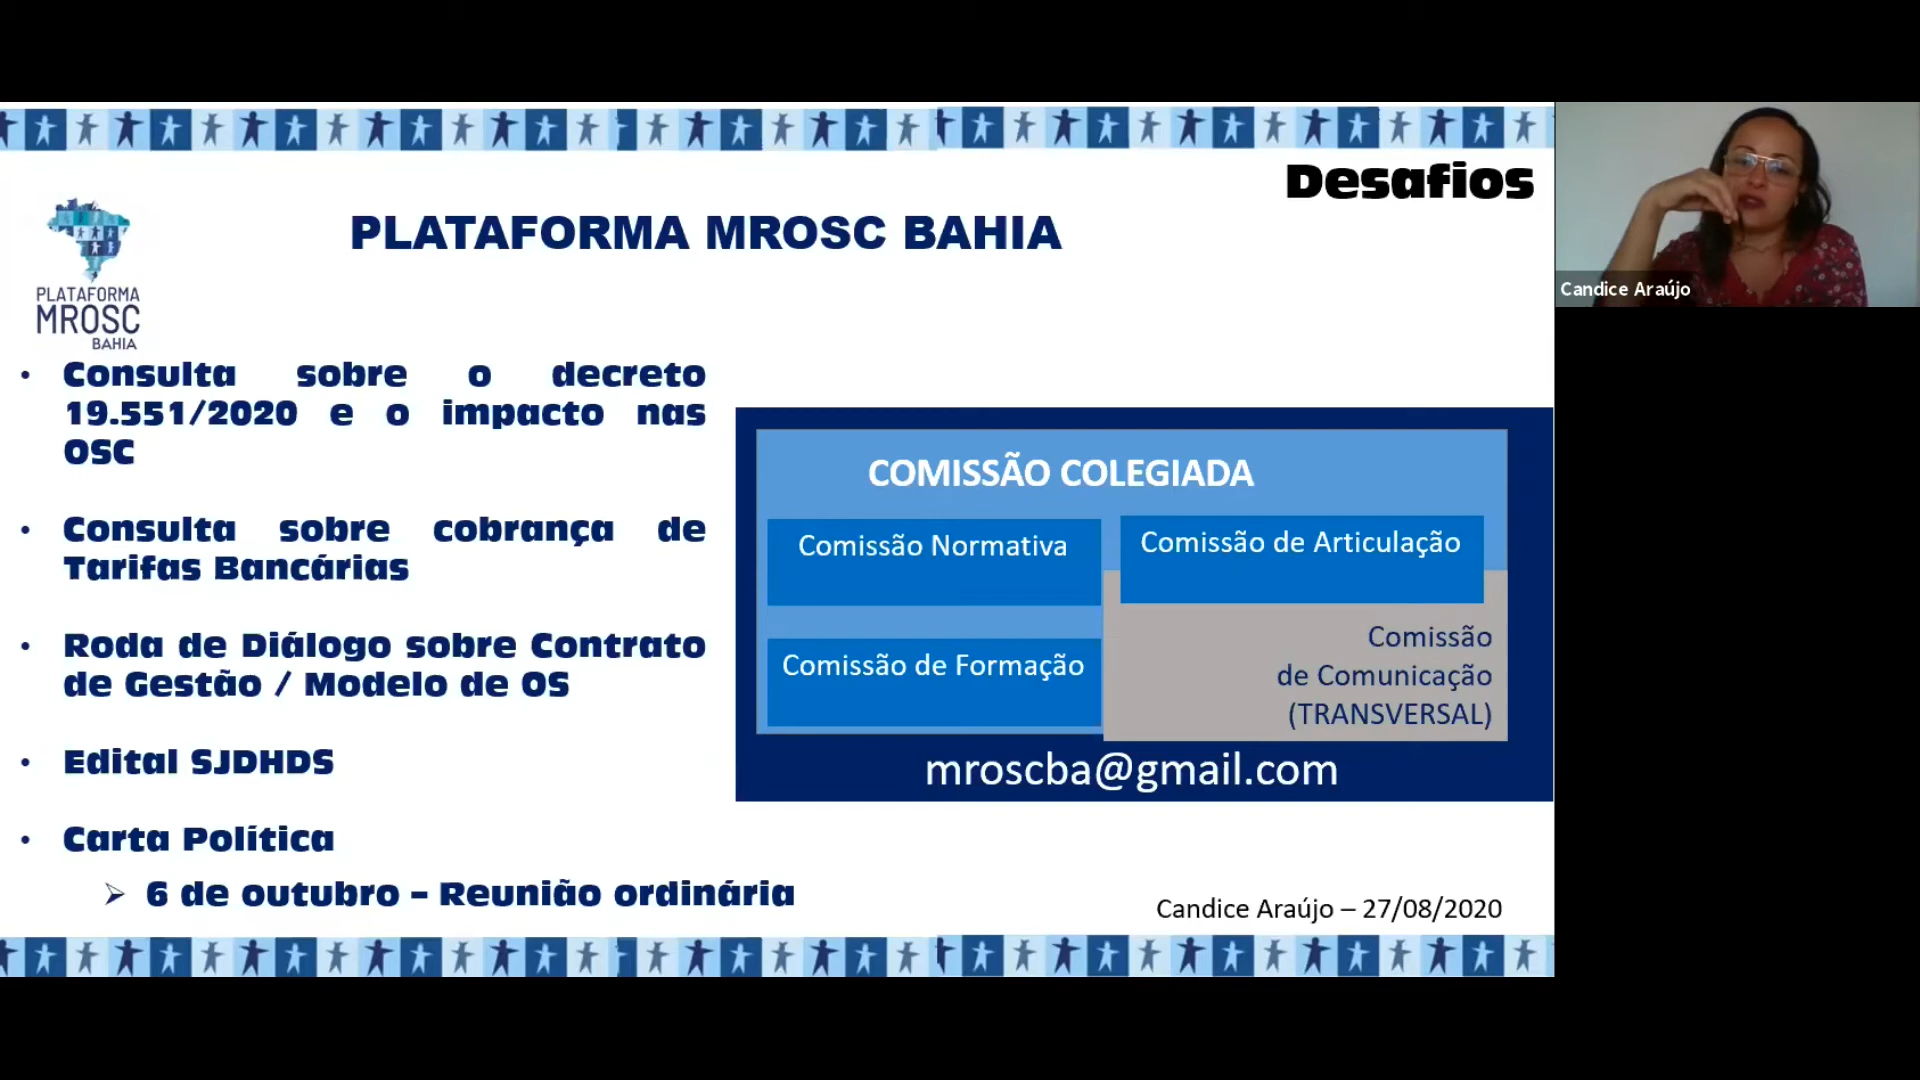 Desafios
PLATAFORMA MROSC BAHIA
PLATAFORMA
MROSC
BAHIA
• Consulta sobre o decreto
19.551/2020 e o impacto nas
OSC
• Consulta sobre cobrança de
Tarifas Bancárias
• Roda de Diálogo sobre Contrato
de Gestão / Modelo de OS
• Edital SJDHDS
• Carta Política
➢ 6 de outubro – Reunião ordinária
COMISSÃO COLEGIADA
Comissão Normativa
Comissão de Articulação
Comissão de Formação
Comissão
de Comunicação
(TRANSVERSAL)
mroscba@gmail.com
Candice Araújo – 27/08/2020
Candice Araújo